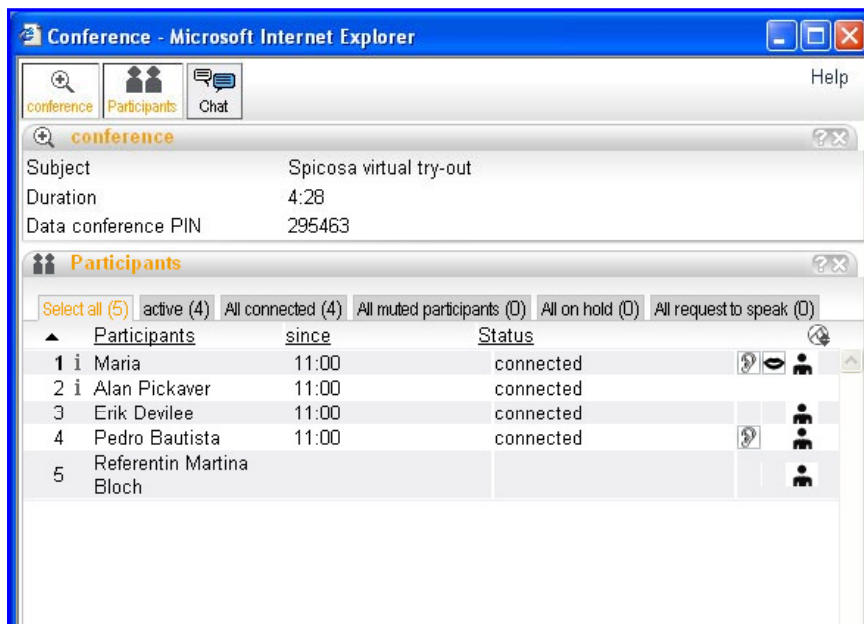 Conference - Microsoft Internet Explorer
conference Participants Chat Help
conference
Subject Spicosa virtual try-out
Duration 4:28
Data conference PIN 295463
Participants
Select all (5) active (4) All connected (4) All muted participants (0) All on hold (0) All request to speak (0)
Participants since Status
1 i Maria 11:00 connected
2 i Alan Pickaver 11:00 connected
3 Erik Devilee 11:00 connected
4 Pedro Bautista 11:00 connected
5 Referentin Martina
Bloch